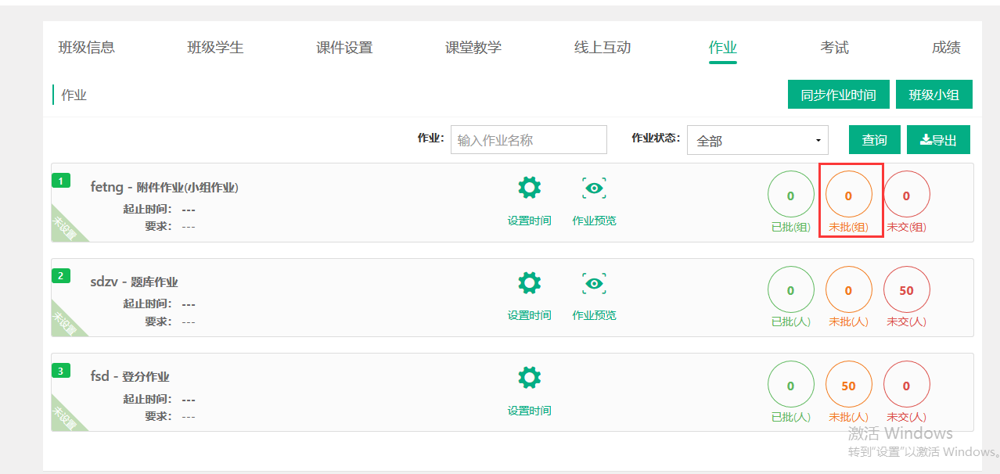 班级信息 班级学生 课件设置 课堂教学 线上互动 作业 考试 成绩
作业 同步作业时间 班级小组
作业: 输入作业名称 作业状态: 全部 查询 导出
1 fetng - 附件作业(小组作业) 0 0 0
起止时间: ---
要求: ---
未设置 设置时间 作业预览 已批(组) 未批(组) 未交(组)
2 sdzv - 题库作业 0 0 50
起止时间: ---
要求: ---
未设置 设置时间 作业预览 已批(人) 未批(人) 未交(人)
3 fsd - 登分作业 0 50 0
起止时间: ---
要求: ---
未设置 设置时间 已批(人) 未批(人) 未交(人)
激活 Windows
转到"设置"以激活 Windows。